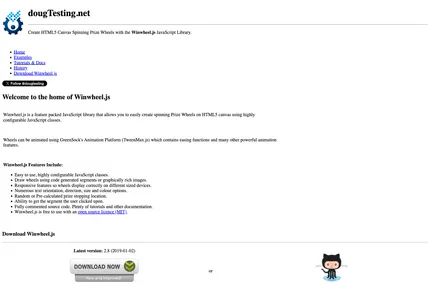 dougTesting.net
Create HTML5 Canvas Spinning Prize Wheels with the Winwheel.js JavaScript Library.
Home
Examples
Tutorials & Docs
History
Download Winwheel.js
Follow @dougtesting
Welcome to the home of Winwheel.js
Winwheel.js is a feature packed JavaScript library that allows you to easily create spinning Prize Wheels on HTML5 canvas using highly
configurable JavaScript classes.
Wheels can be animated using GreenSock's Animation Platform (TweenMax.js) which contains easing functions and many other powerful animation
features.
Winwheel.js Features Include:
Easy to use, highly configurable JavaScript classes.
Draw wheels using code generated segments or graphically rich images.
Responsive features so wheels display correctly on different sized devices.
Numerous text orientation, direction, size and colour options.
Random or Pre-calculated prize stopping location.
Ability to get the segment the user clicked upon.
Fully commented source code. Plenty of tutorials and other documentation.
Winwheel.js is free to use with an open source licence (MIT).
Download Winwheel.js
Latest version: 2.8 (2019-01-02)
DOWNLOAD NOW
or